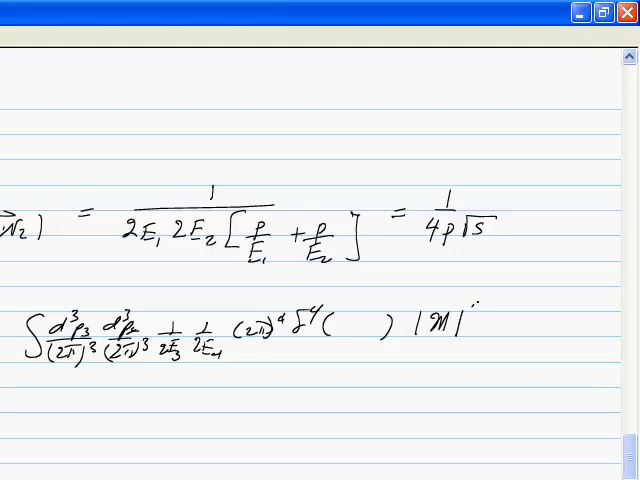 v⃗₂ | = 1 / (2E₁ 2E₂ [p/E₁ + p/E₂]) = 1 / (4p√s)
∫ d³p₃/(2π)³ d³p₄/(2π)³ 1/2E₃ 1/2E₄ (2π)⁴ δ⁴( ) |M|